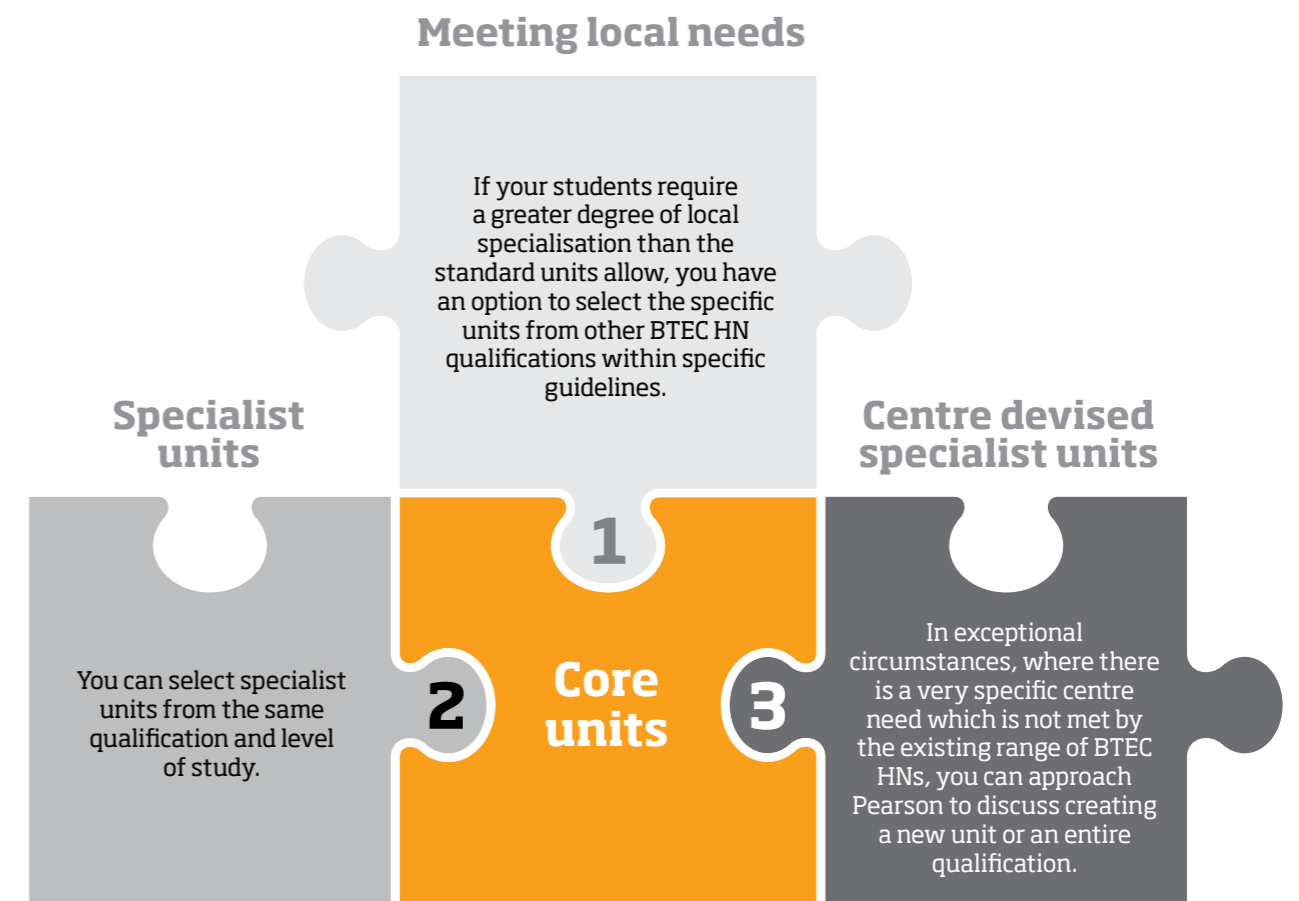 Meeting local needs
If your students require
a greater degree of local
specialisation than the
standard units allow, you have
an option to select the specific
units from other BTEC HN
qualifications within specific
guidelines.
Specialist
units
You can select specialist
units from the same
qualification and level
of study.
1
2
Core
units
3
Centre devised
specialist units
In exceptional
circumstances, where there
is a very specific centre
need which is not met by
the existing range of BTEC
HNs, you can approach
Pearson to discuss creating
a new unit or an entire
qualification.